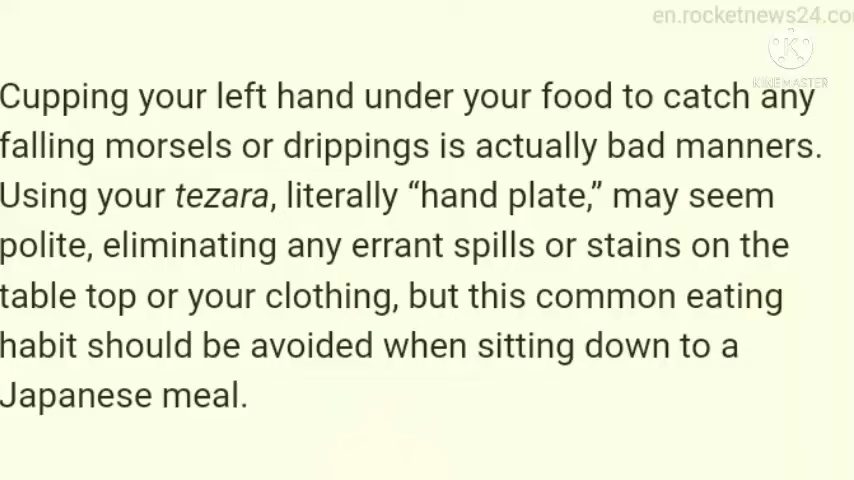 en.rocketnews24.co
KINEMASTER
Cupping your left hand under your food to catch any
falling morsels or drippings is actually bad manners.
Using your tezara, literally “hand plate,” may seem
polite, eliminating any errant spills or stains on the
table top or your clothing, but this common eating
habit should be avoided when sitting down to a
Japanese meal.